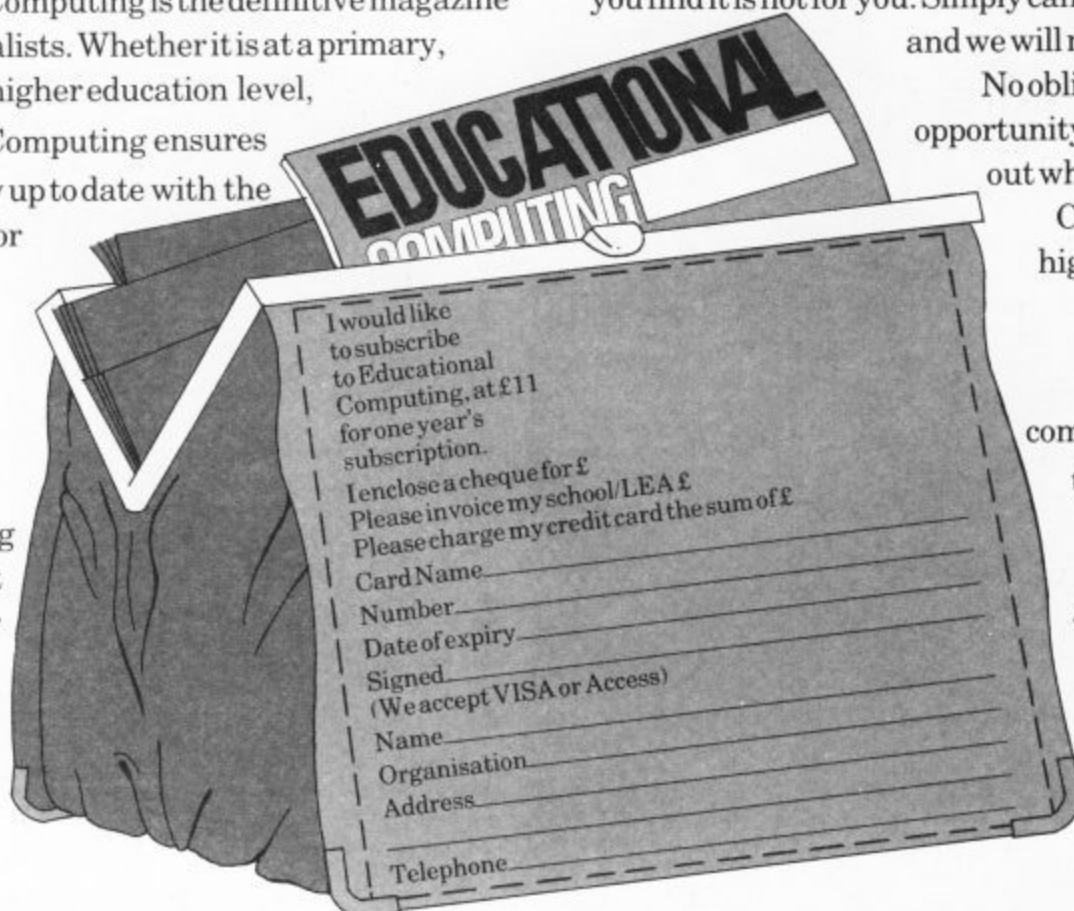 Computing is the definitive magazine
alists. Whether it is at a primary,
higher education level,
Computing ensures
up to date with the
or
you find it is not for you. Simply
and we will
No
opportunity
out
com
EDUCATIONAL
COMPUTING
I would like
to subscribe
to Educational
Computing, at £11
for one year's
subscription.
I enclose a cheque for £
Please invoice my school/LEA £
Please charge my credit card the sum of £
Card Name
Number
Date of expiry
Signed
(We accept VISA or Access)
Name
Organisation
Address
Telephone